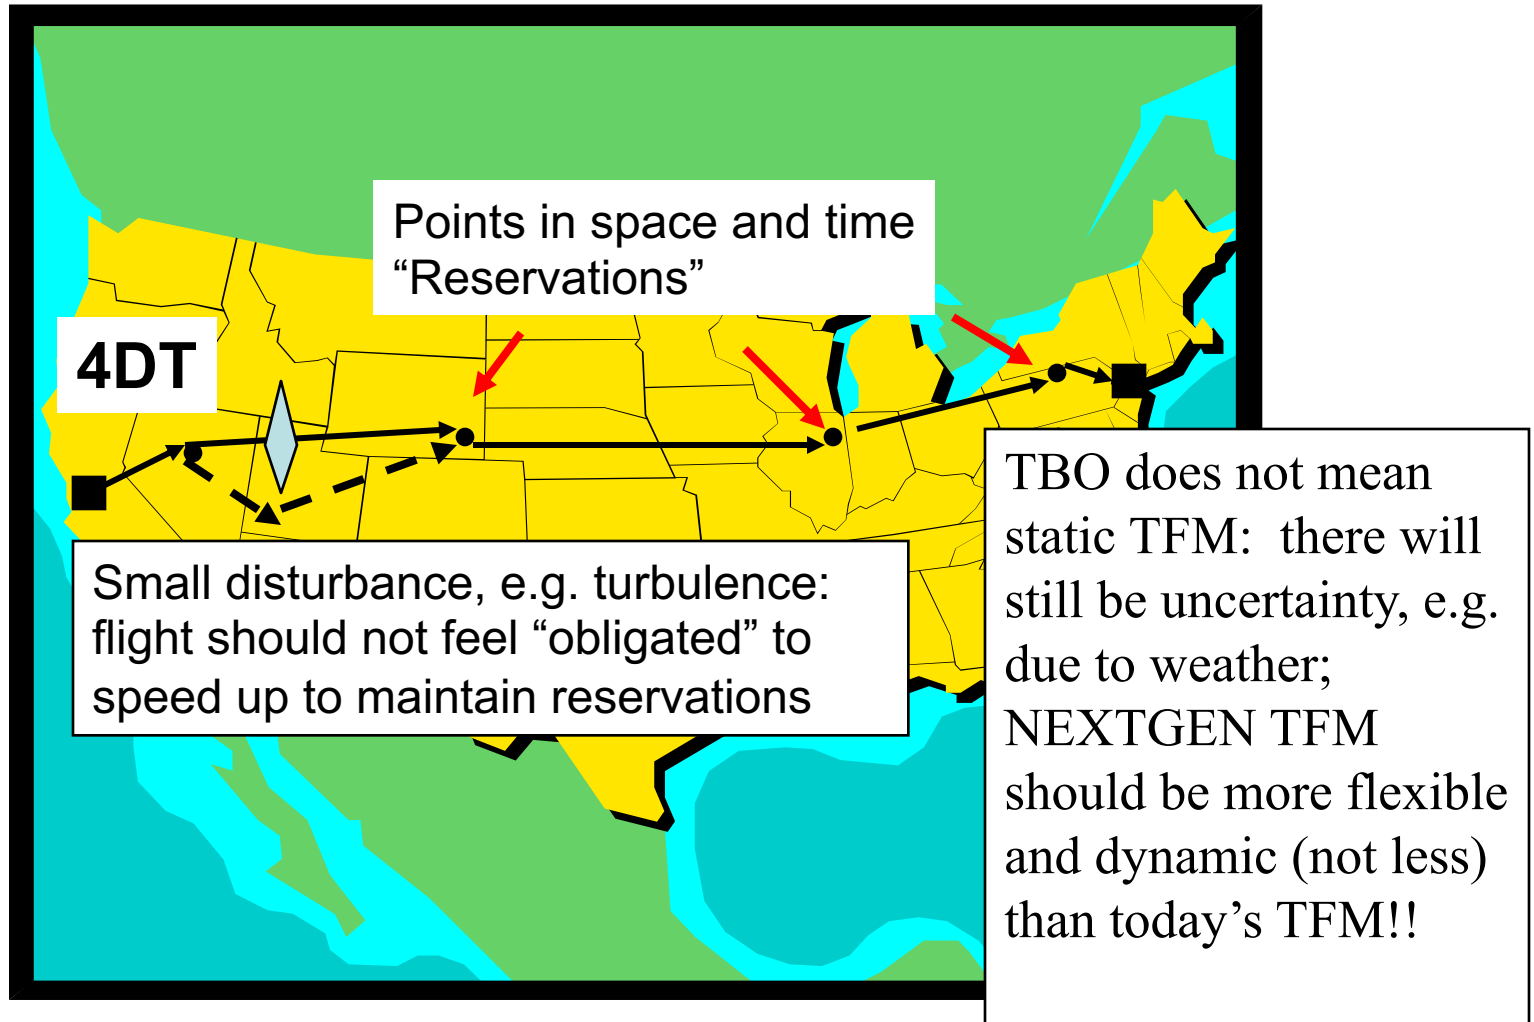 Points in space and time
“Reservations”
4DT
Small disturbance, e.g. turbulence:
flight should not feel “obligated” to
speed up to maintain reservations
TBO does not mean
static TFM:  there will
still be uncertainty, e.g.
due to weather;
NEXTGEN TFM
should be more flexible
and dynamic (not less)
than today’s TFM!!